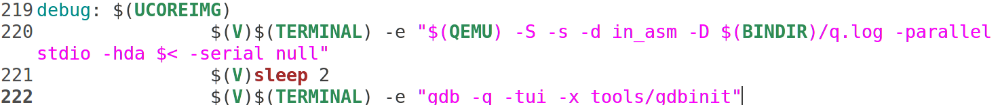 219 debug: $(UCOREIMG)
220 $(V)$(TERMINAL) -e "$(QEMU) -S -s -d in_asm -D $(BINDIR)/q.log -parallel
stdio -hda $< -serial null"
221 $(V)sleep 2
222 $(V)$(TERMINAL) -e "gdb -q -tui -x tools/gdbinit"